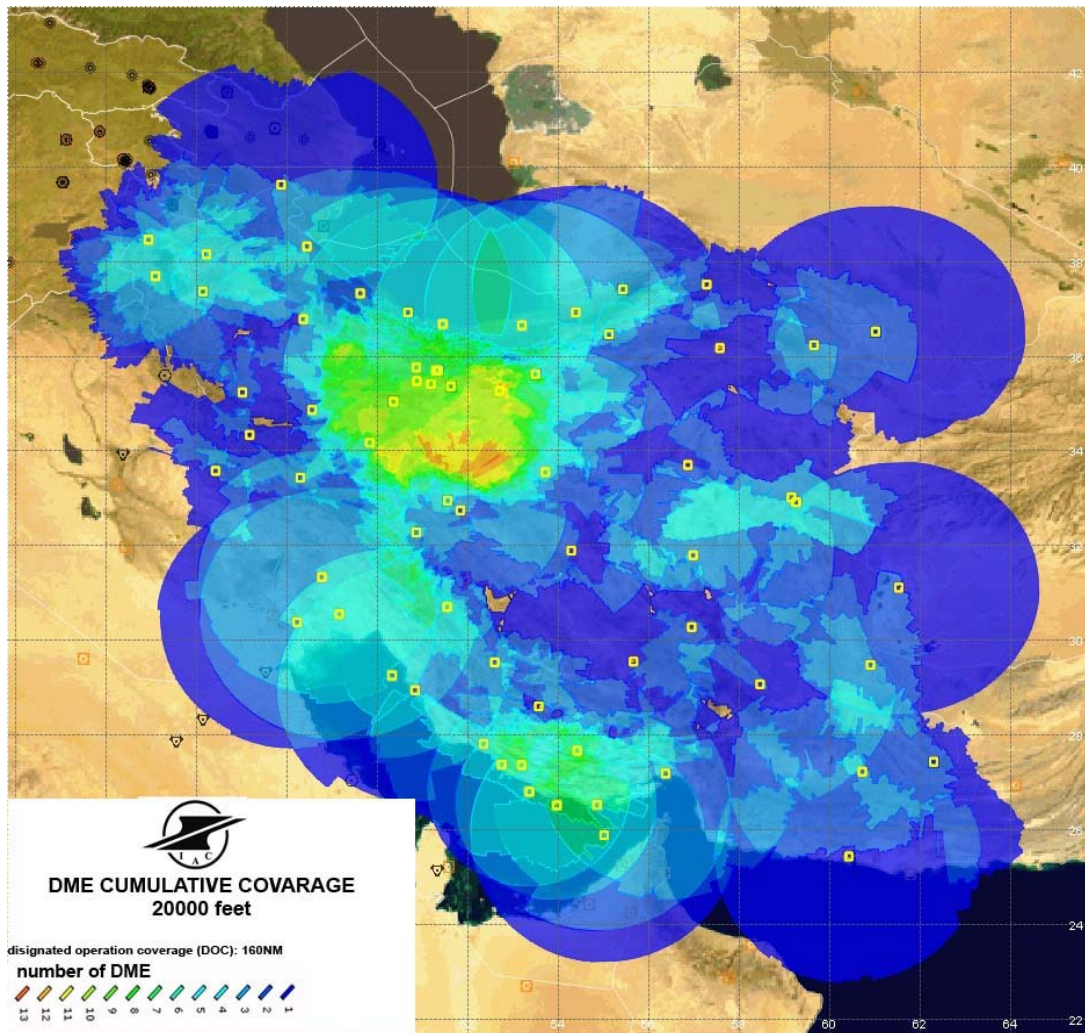 42
40
38
36
34
32
30
28
26
24
22
IAC
DME CUMULATIVE COVARAGE
20000 feet
disignated operation coverage (DOC): 160NM
number of DME
13 12 11 10 9 8 7 6 5 4 3 2 1
52 54 56 58 60 62 64